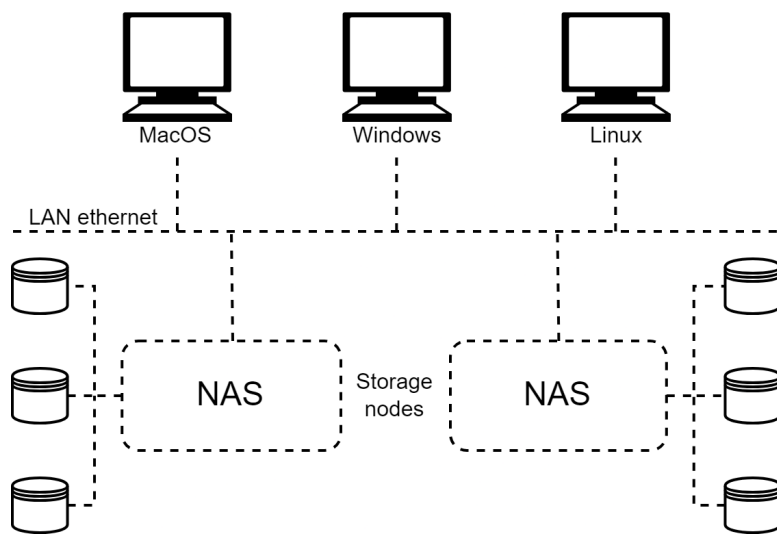 MacOS
Windows
Linux
LAN ethernet
NAS
Storage
nodes
NAS